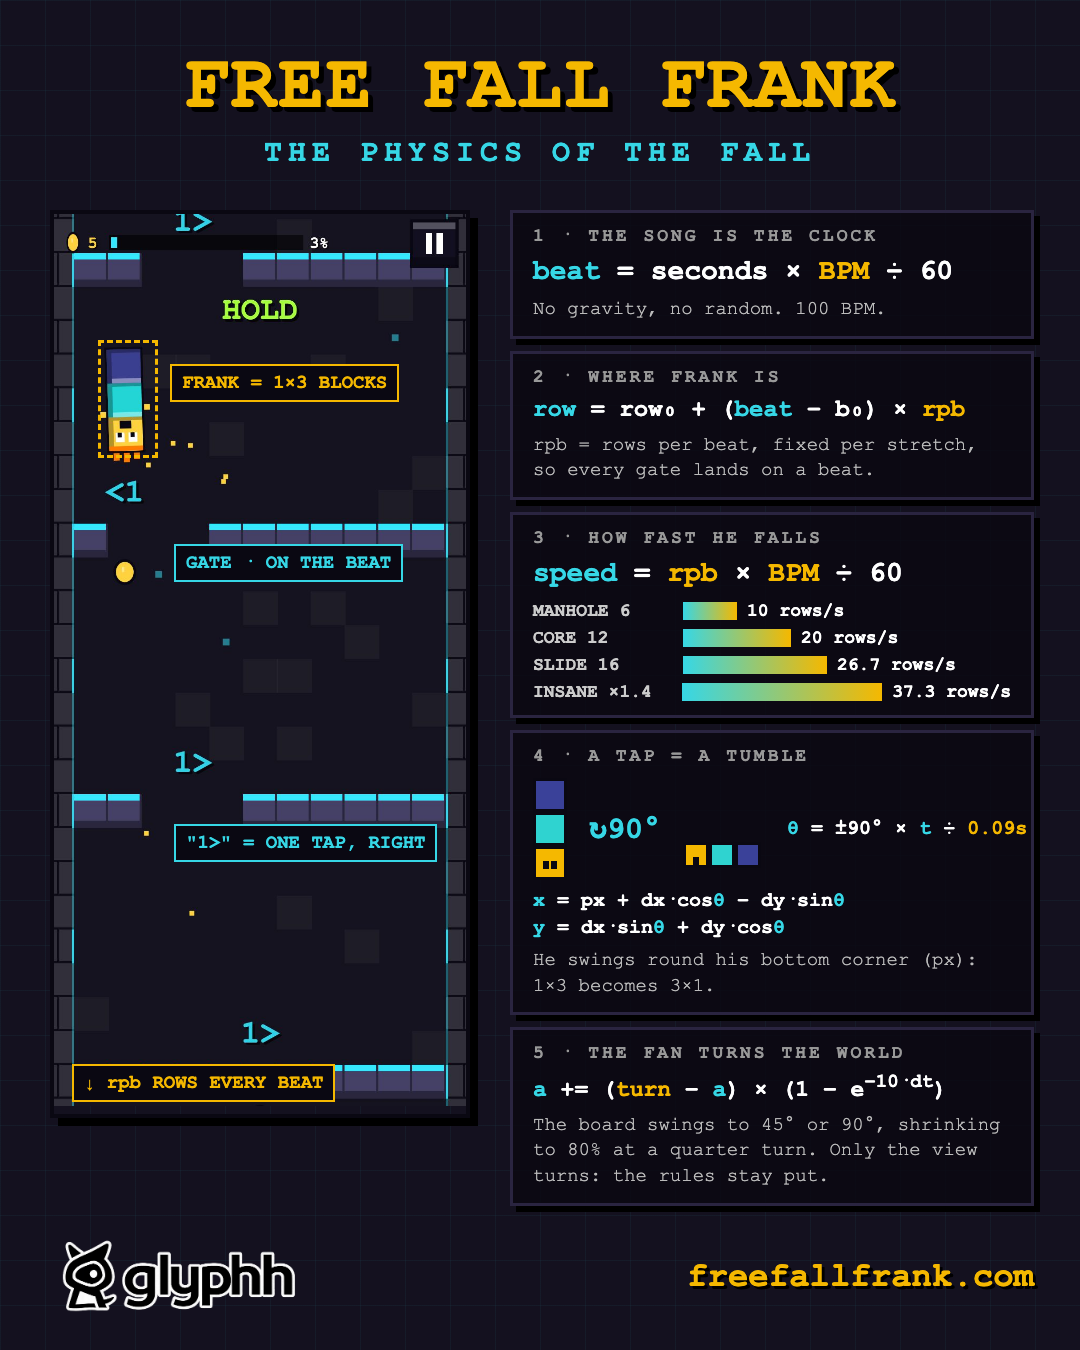 FREE FALL FRANK
THE PHYSICS OF THE FALL
1>
5
3%
HOLD
FRANK = 1×3 BLOCKS
<1
GATE · ON THE BEAT
1>
"1>" = ONE TAP, RIGHT
1>
↓ rpb ROWS EVERY BEAT
1 · THE SONG IS THE CLOCK
beat = seconds × BPM ÷ 60
No gravity, no random. 100 BPM.
2 · WHERE FRANK IS
row = row₀ + (beat − b₀) × rpb
rpb = rows per beat, fixed per stretch,
so every gate lands on a beat.
3 · HOW FAST HE FALLS
speed = rpb × BPM ÷ 60
MANHOLE 6 10 rows/s
CORE 12 20 rows/s
SLIDE 16 26.7 rows/s
INSANE ×1.4 37.3 rows/s
4 · A TAP = A TUMBLE
↻90° θ = ±90° × t ÷ 0.09s
x = px + dx·cosθ − dy·sinθ
y = dx·sinθ + dy·cosθ
He swings round his bottom corner (px):
1×3 becomes 3×1.
5 · THE FAN TURNS THE WORLD
a += (turn − a) × (1 − e^−10·dt)
The board swings to 45° or 90°, shrinking
to 80% at a quarter turn. Only the view
turns: the rules stay put.
glyphh
freefallfrank.com